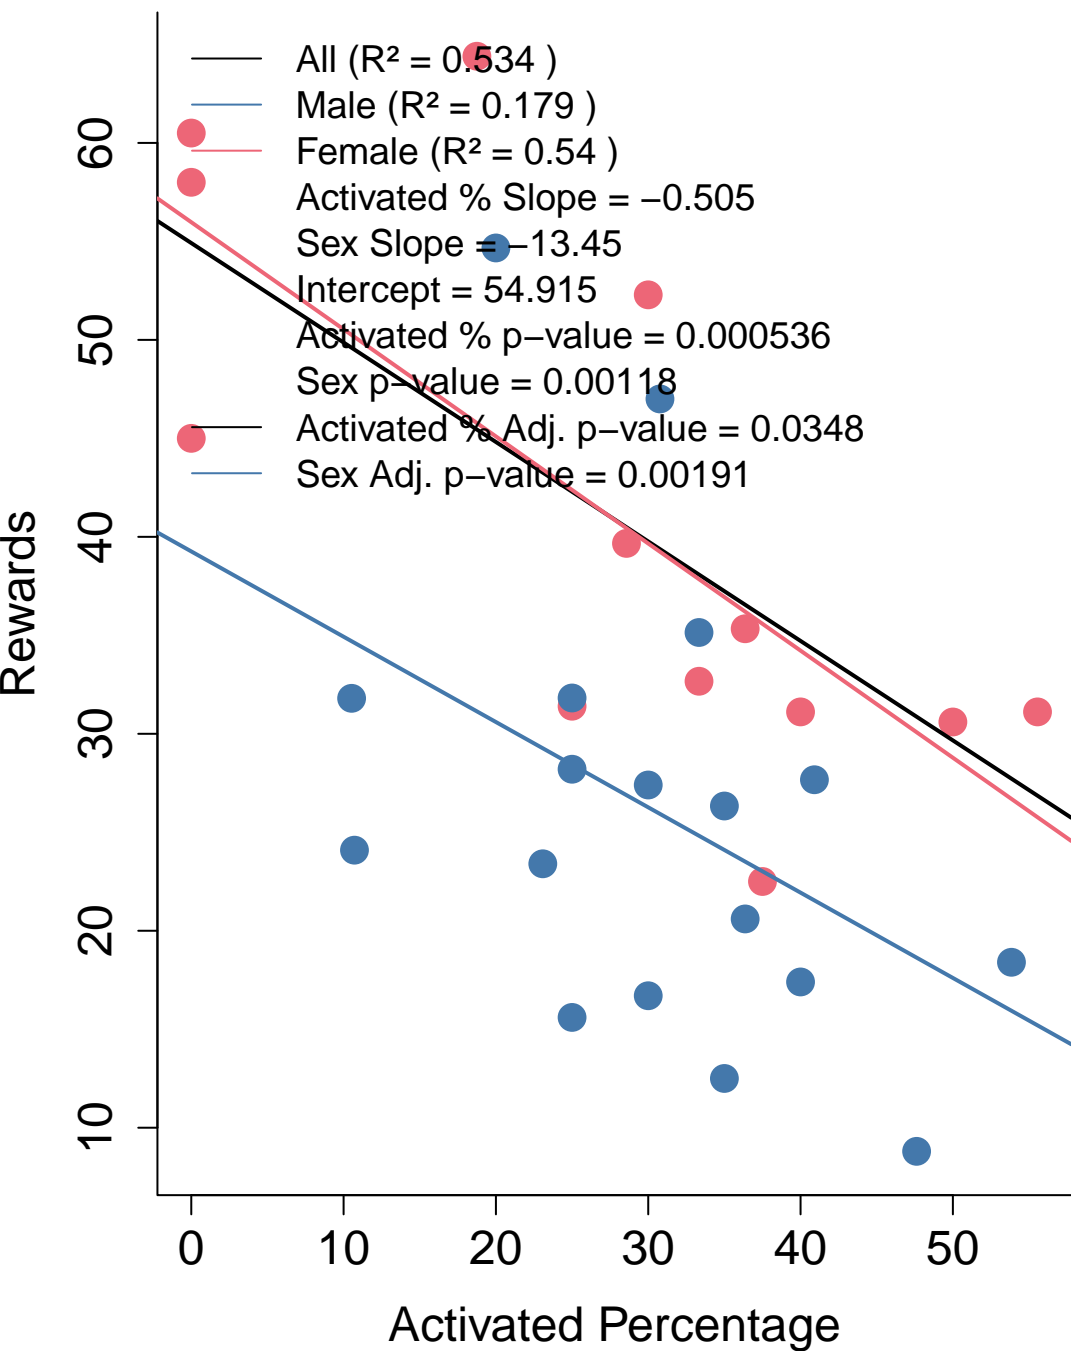 All (R² = 0.534 )
Male (R² = 0.179 )
Female (R² = 0.54 )
Activated % Slope = −0.505
Sex Slope = −13.45
Intercept = 54.915
Activated % p−value = 0.000536
Sex p−value = 0.00118
Activated % Adj. p−value = 0.0348
Sex Adj. p−value = 0.00191
Rewards
60
50
40
30
20
10
0 10 20 30 40 50
Activated Percentage